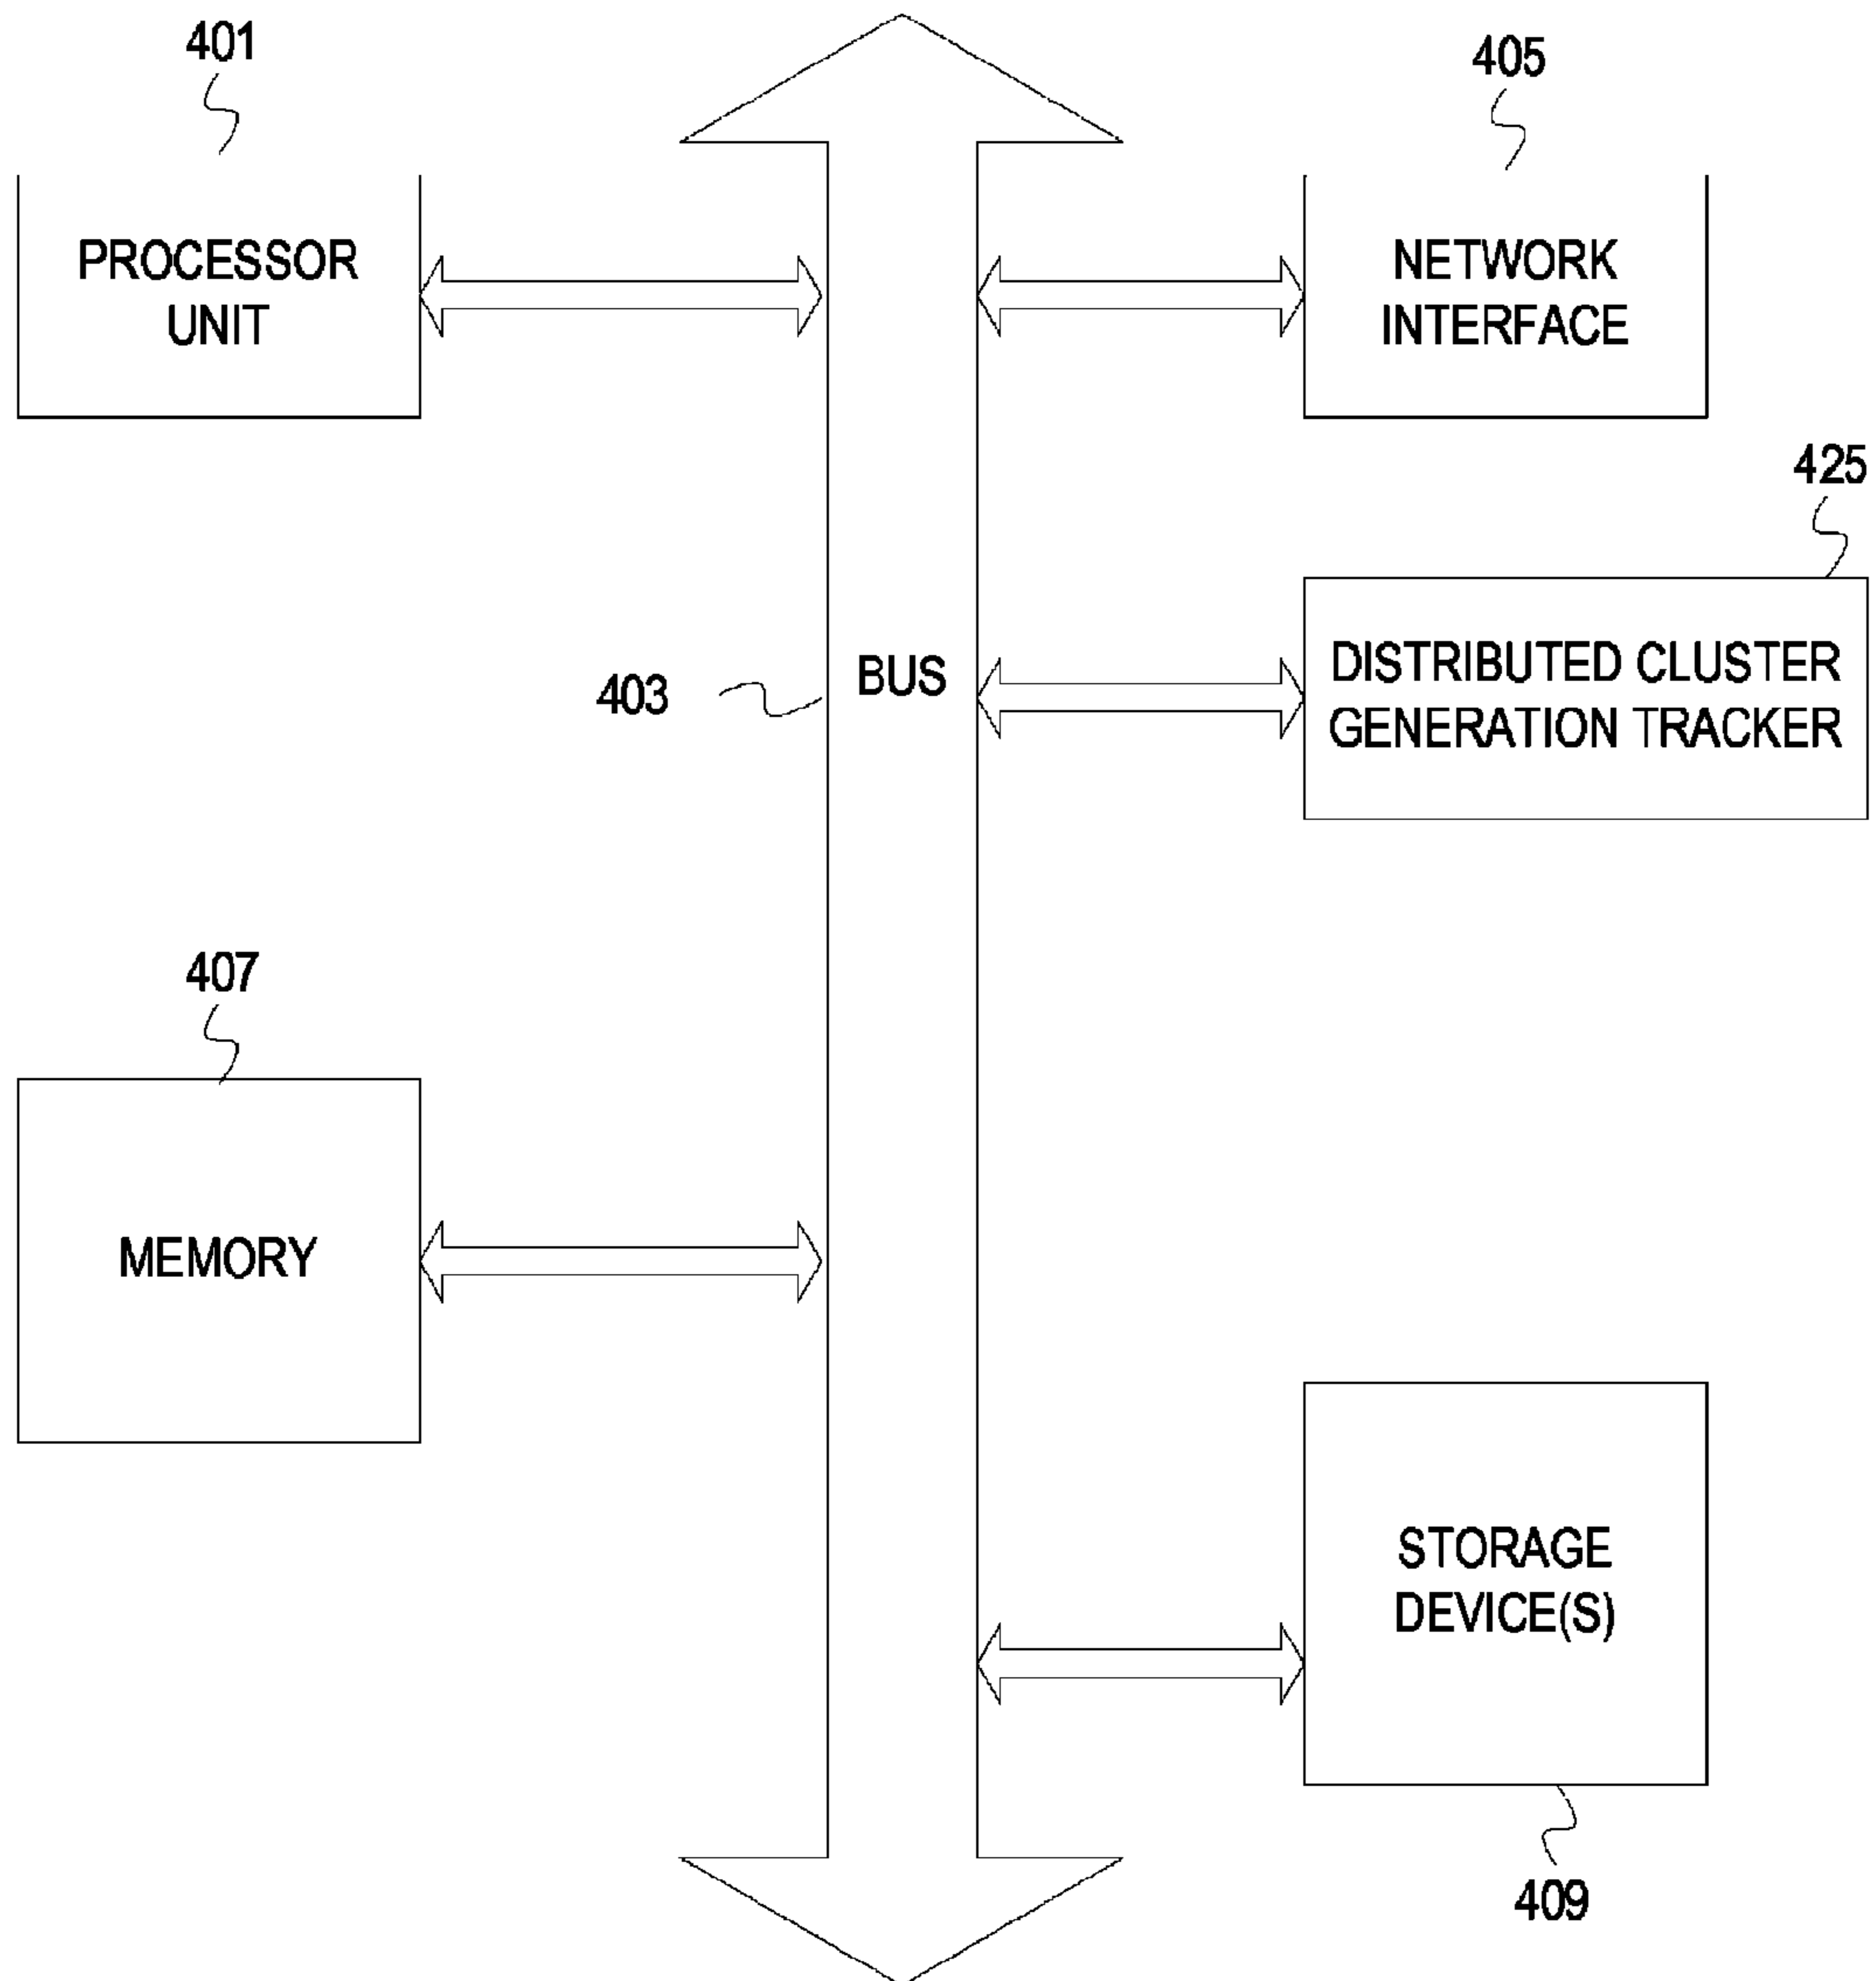 401
405
PROCESSOR
UNIT
NETWORK
INTERFACE
425
403
BUS
DISTRIBUTED CLUSTER
GENERATION TRACKER
407
MEMORY
STORAGE
DEVICE(S)
409